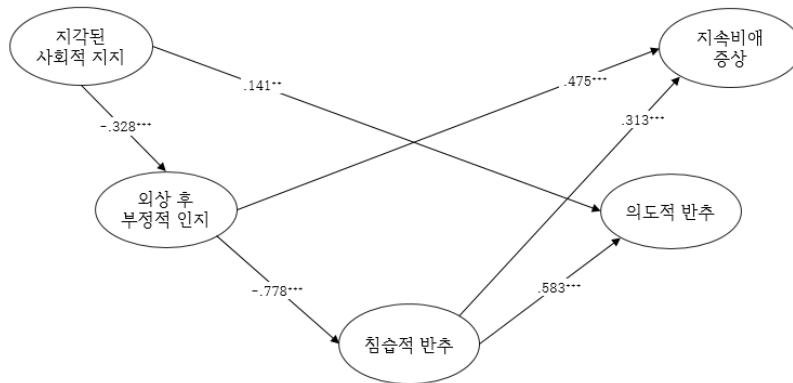 지각된
사회적 지지
지속비애
증상
.141**
.475***
.313***
-.328***
외상 후
부정적 인지
의도적 반추
-.778***
.583***
침습적 반추